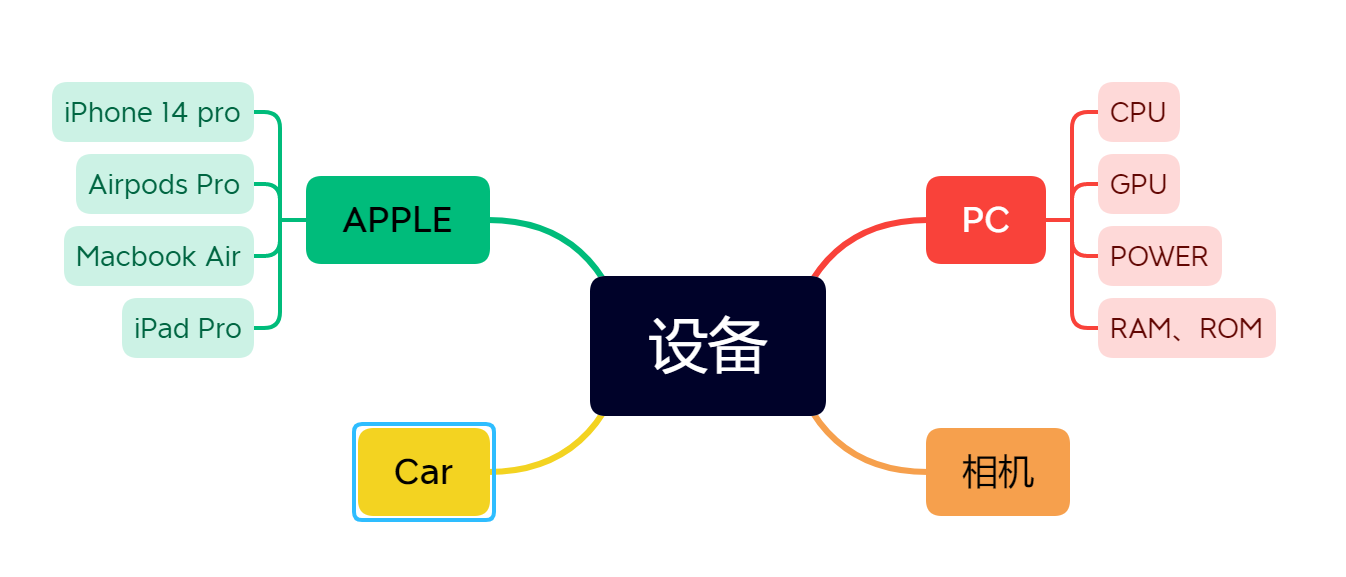 iPhone 14 pro
Airpods Pro
Macbook Air
iPad Pro
APPLE
Car
设备
PC
CPU
GPU
POWER
RAM、ROM
相机